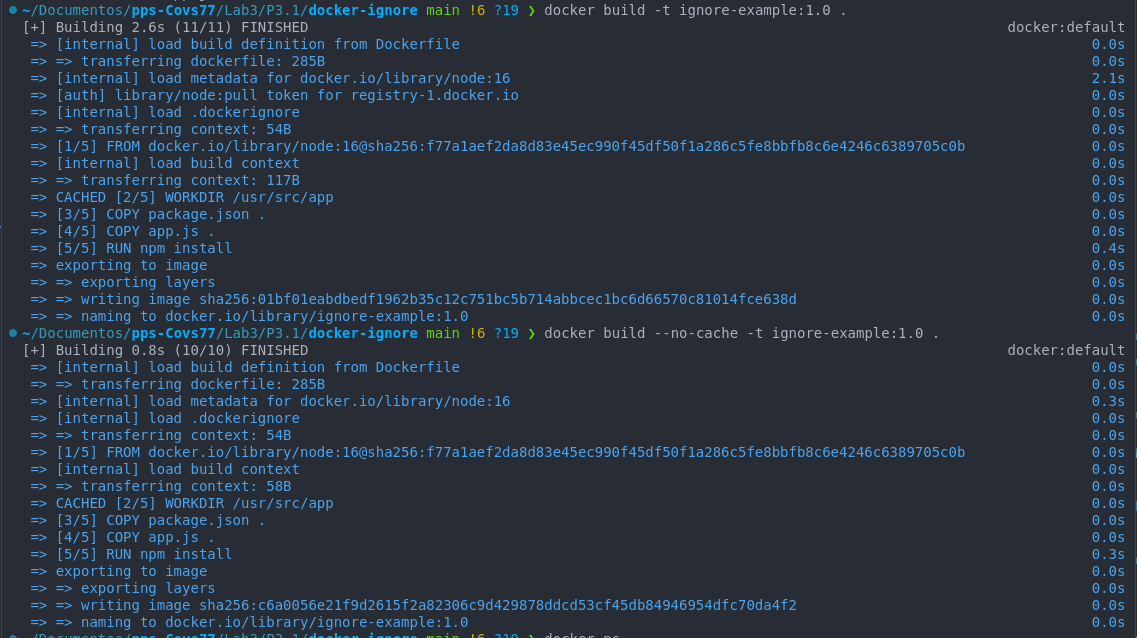 ~/Documentos/pps-Covs77/Lab3/P3.1/docker-ignore main !6 ?19 ❯ docker build -t ignore-example:1.0 .
[+] Building 2.6s (11/11) FINISHED docker:default
=> [internal] load build definition from Dockerfile 0.0s
=> => transferring dockerfile: 285B 0.0s
=> [internal] load metadata for docker.io/library/node:16 2.1s
=> [auth] library/node:pull token for registry-1.docker.io 0.0s
=> [internal] load .dockerignore 0.0s
=> => transferring context: 54B 0.0s
=> [1/5] FROM docker.io/library/node:16@sha256:f77a1aef2da8d83e45ec990f45df50f1a286c5fe8bbfb8c6e4246c6389705c0b 0.0s
=> [internal] load build context 0.0s
=> => transferring context: 117B 0.0s
=> CACHED [2/5] WORKDIR /usr/src/app 0.0s
=> [3/5] COPY package.json . 0.0s
=> [4/5] COPY app.js . 0.0s
=> [5/5] RUN npm install 0.4s
=> exporting to image 0.0s
=> => exporting layers 0.0s
=> => writing image sha256:01bf01eabdbedf1962b35c12c751bc5b714abbcec1bc6d66570c81014fce638d 0.0s
=> => naming to docker.io/library/ignore-example:1.0 0.0s
~/Documentos/pps-Covs77/Lab3/P3.1/docker-ignore main !6 ?19 ❯ docker build --no-cache -t ignore-example:1.0 .
[+] Building 0.8s (10/10) FINISHED docker:default
=> [internal] load build definition from Dockerfile 0.0s
=> => transferring dockerfile: 285B 0.0s
=> [internal] load metadata for docker.io/library/node:16 0.3s
=> [internal] load .dockerignore 0.0s
=> => transferring context: 54B 0.0s
=> [1/5] FROM docker.io/library/node:16@sha256:f77a1aef2da8d83e45ec990f45df50f1a286c5fe8bbfb8c6e4246c6389705c0b 0.0s
=> [internal] load build context 0.0s
=> => transferring context: 58B 0.0s
=> CACHED [2/5] WORKDIR /usr/src/app 0.0s
=> [3/5] COPY package.json . 0.0s
=> [4/5] COPY app.js . 0.0s
=> [5/5] RUN npm install 0.3s
=> exporting to image 0.0s
=> => exporting layers 0.0s
=> => writing image sha256:c6a0056e21f9d2615f2a82306c9d429878ddcd53cf45db84946954dfc70da4f2 0.0s
=> => naming to docker.io/library/ignore-example:1.0 0.0s
~/Documentos/pps-Covs77/Lab3/P3.1/docker-ignore main !6 ?19 ❯ docker ps